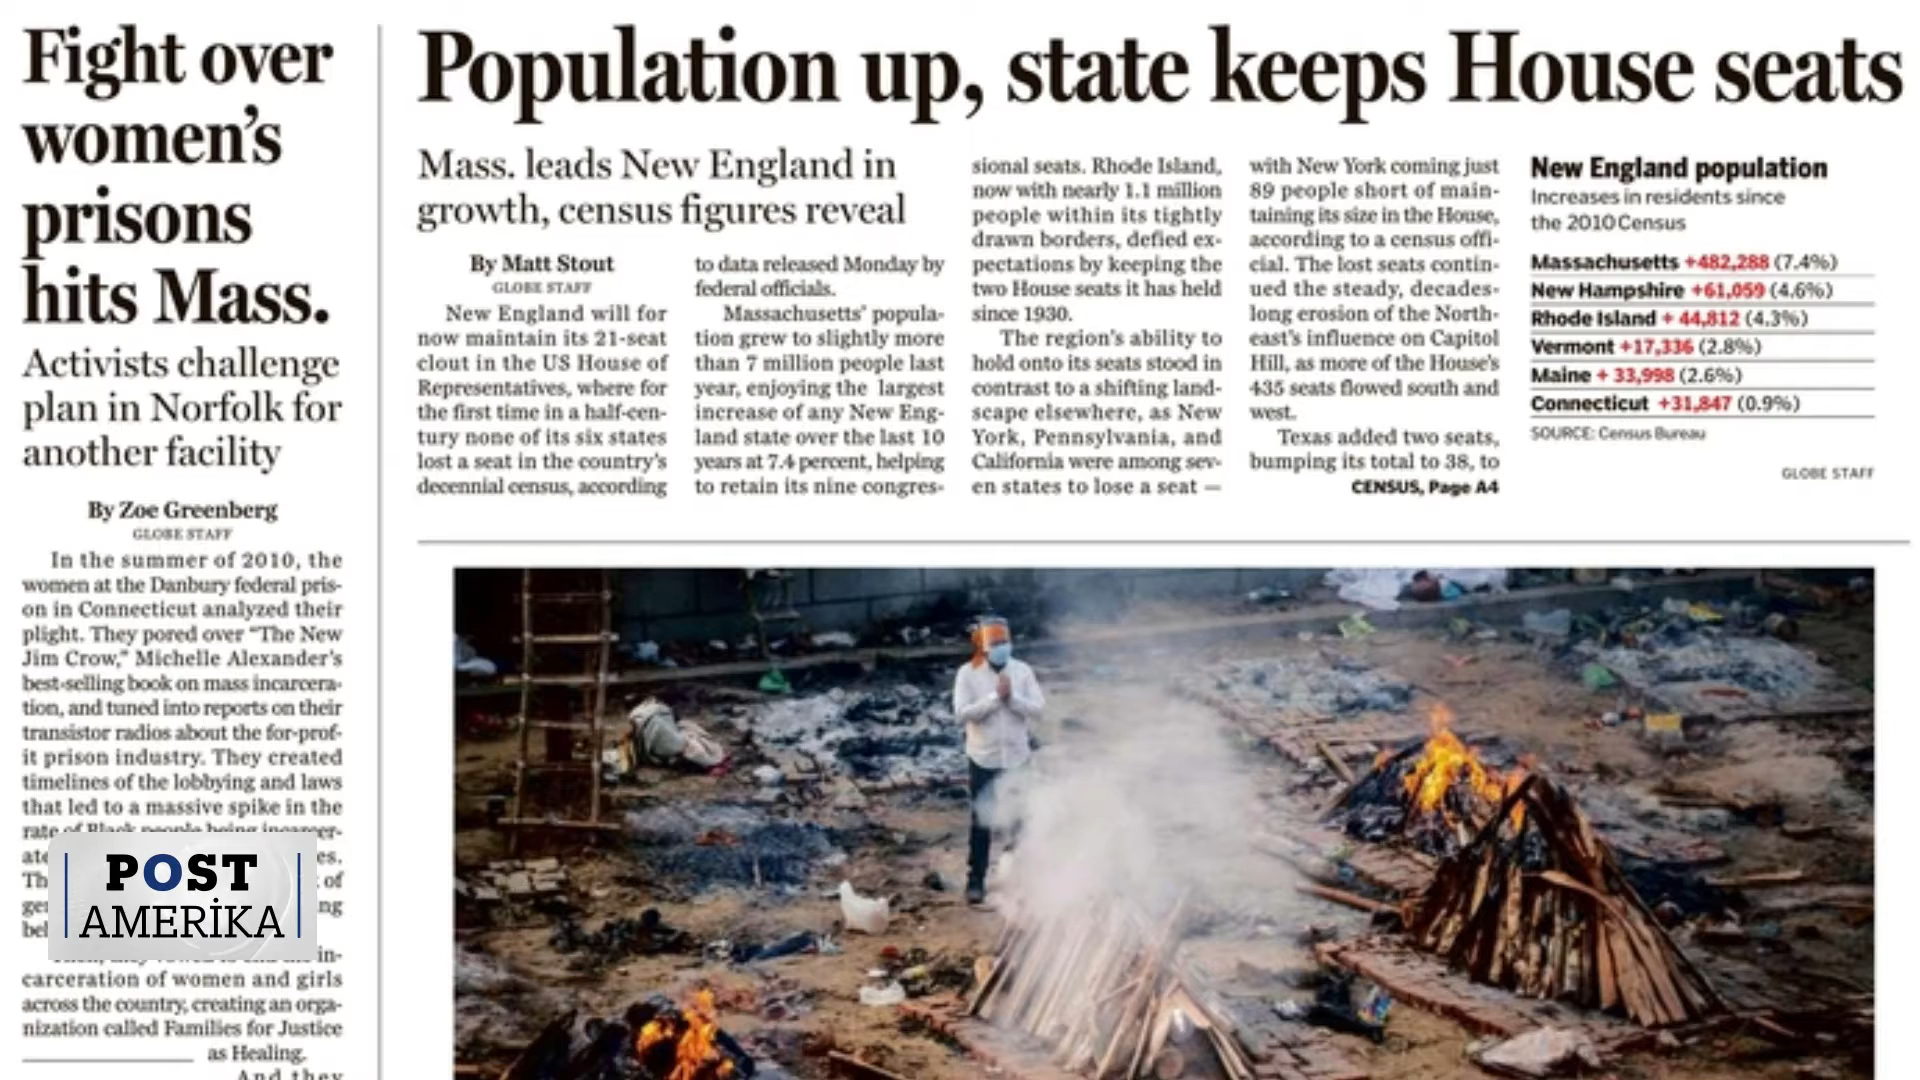 Fight over
women's
prisons
hits Mass.
Activists challenge
plan in Norfolk for
another facility
By Zoe Greenberg
GLOBE STAFF
In the summer of 2010, the
women at the Danbury federal pris-
on in Connecticut analyzed their
plight. They pored over “The New
Jim Crow,” Michelle Alexander's
best-selling book on mass incarcera-
tion, and tuned into reports on their
transistor radios about the for-prof-
it prison industry. They created
timelines of the lobbying and laws
that led to a massive spike in the
rate of Black people being incarcer-
of
in-
carceration of women and girls
across the country, creating an orga-
nization called Families for Justice
as Healing.
And they
Population up, state keeps House seats
Mass. leads New England in
growth, census figures reveal
By Matt Stout
GLOBE STAFF
New England will for
now maintain its 21-seat
clout in the US House of
Representatives, where for
the first time in a half-cen-
tury none of its six states
lost a seat in the country's
decennial census, according
to data released Monday by
federal officials.
Massachusetts' popula-
tion grew to slightly more
than 7 million people last
year, enjoying the largest
increase of any New Eng-
land state over the last 10
years at 7.4 percent, helping
to retain its nine congres-
sional seats. Rhode Island,
now with nearly 1.1 million
people within its tightly
drawn borders, defied ex-
pectations by keeping the
two House seats it has held
since 1930.
The region's ability to
hold onto its seats stood in
contrast to a shifting land-
scape elsewhere, as New
York, Pennsylvania, and
California were among sev-
en states to lose a seat —
with New York coming just
89 people short of main-
taining its size in the House,
according to a census offi-
cial. The lost seats contin-
ued the steady, decades-
long erosion of the North-
east's influence on Capitol
Hill, as more of the House's
435 seats flowed south and
west.
Texas added two seats,
bumping its total to 38, to
CENSUS, Page A4
New England population
Increases in residents since
the 2010 Census
Massachusetts +482,288 (7.4%)
New Hampshire +61,059 (4.6%)
Rhode Island + 44,812 (4.3%)
Vermont +17,336 (2.8%)
Maine + 33,998 (2.6%)
Connecticut +31,847 (0.9%)
SOURCE: Census Bureau
GLOBE STAFF
POST
AMERİKA